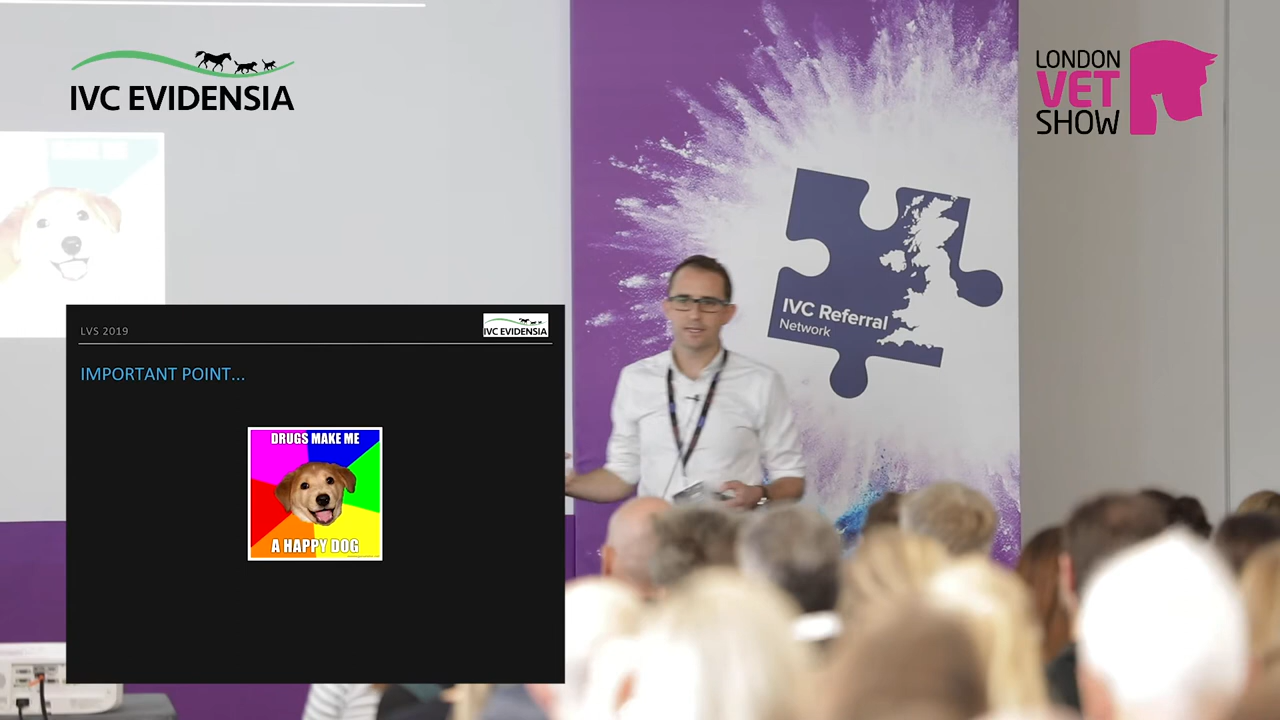 IVC EVIDENSIA
LONDON
VET
SHOW
IVC Referral
Network
LVS 2019
IVC EVIDENSIA
IMPORTANT POINT...
DRUGS MAKE ME
A HAPPY DOG